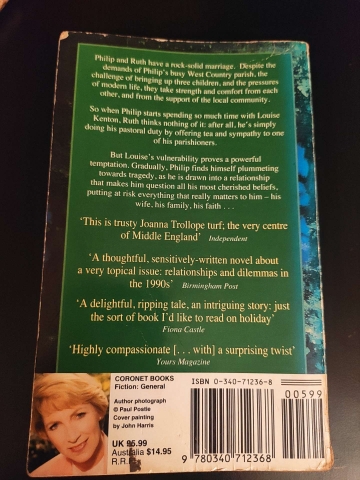 Philip and Ruth have a rock-solid marriage. Despite the
demands of Philip's busy West Country parish, the
challenge of bringing up three children, and the pressures
of modern life, they take strength and comfort from each
other, and from the support of the local community.
So when Philip starts spending so much time with Louise
Kenton, Ruth thinks nothing of it: after all, he's simply
doing his pastoral duty by offering tea and sympathy to one
of his parishioners.
But Louise's vulnerability proves a powerful
temptation. Gradually, Philip finds himself plummeting
towards tragedy, as he is drawn into a relationship
that makes him question all his most cherished beliefs,
putting at risk everything that really matters to him – his
wife, his family, his faith . . .
'This is trusty Joanna Trollope turf; the very centre
of Middle England' Independent
'A thoughtful, sensitively-written novel about
a very topical issue: relationships and dilemmas in
the 1990s' Birmingham Post
'A delightful, ripping tale, an intriguing story: just
the sort of book I'd like to read on holiday'
Fiona Castle
'Highly compassionate [. . . with] a surprising twist'
Yours Magazine
CORONET BOOKS
Fiction: General
Author photograph
© Paul Postle
Cover painting
by John Harris
UK £5.99
Australia $14.95
R.R.P.
ISBN 0-340-71236-8
00599
9 780340 712368